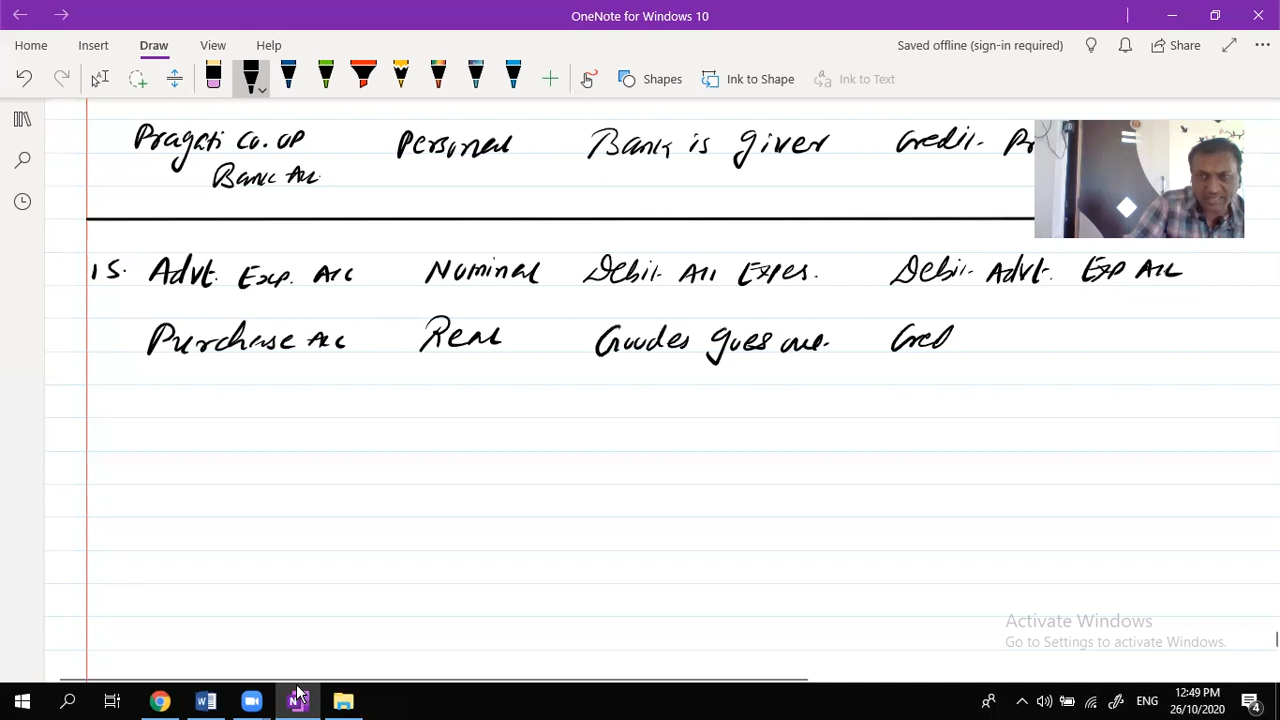 OneNote for Windows 10
Home Insert Draw View Help Saved offline (sign-in required) Share
Shapes Ink to Shape Ink to Text
Pragati Co. op Personal Bank is giver Credit. Pr
Bank A/c
15. Advt. Exp. A/c Nominal Debit All Expes. Debit Advt. Exp A/c
Purchase A/c Real Goodes goes out. Cred
Activate Windows
Go to Settings to activate Windows.
ENG
12:49 PM
26/10/2020
4